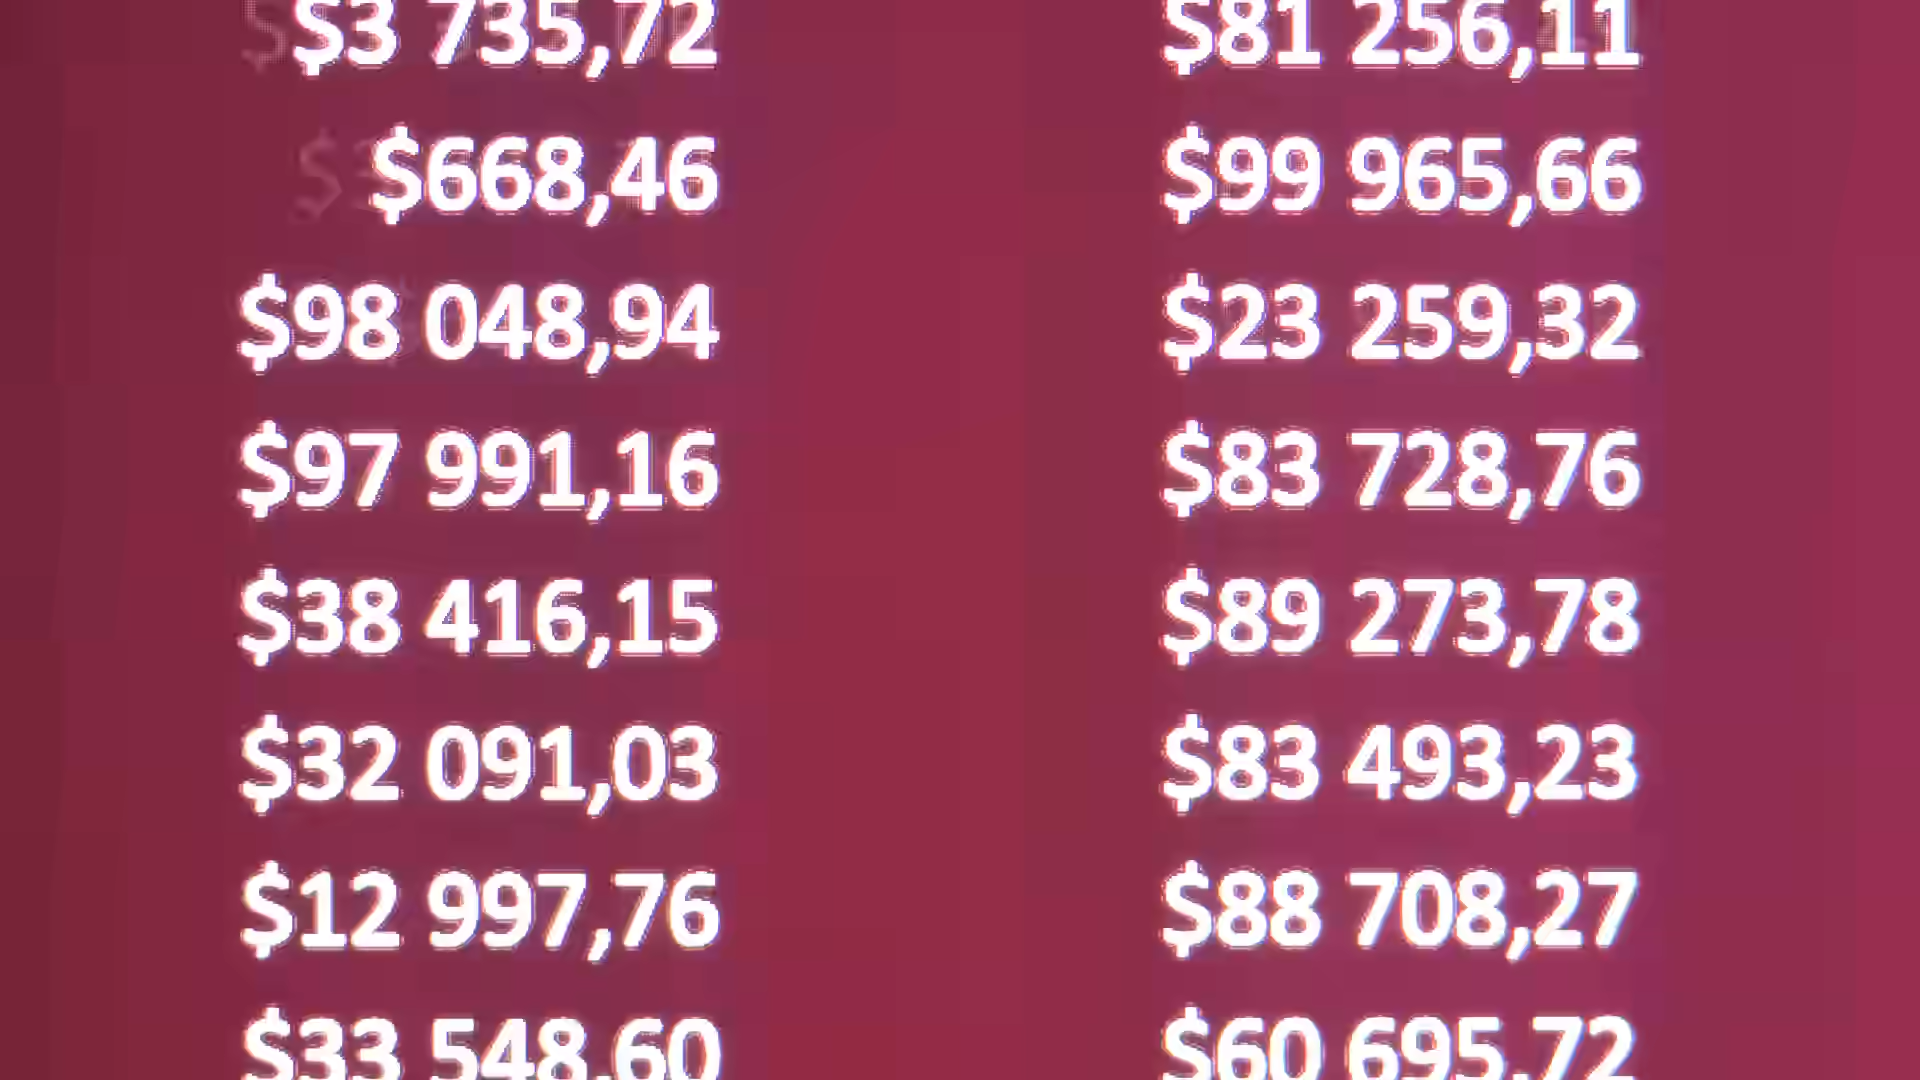 $3 735,72 $81 256,11
$668,46 $99 965,66
$98 048,94 $23 259,32
$97 991,16 $83 728,76
$38 416,15 $89 273,78
$32 091,03 $83 493,23
$12 997,76 $88 708,27
$33 548,60 $60 695,72